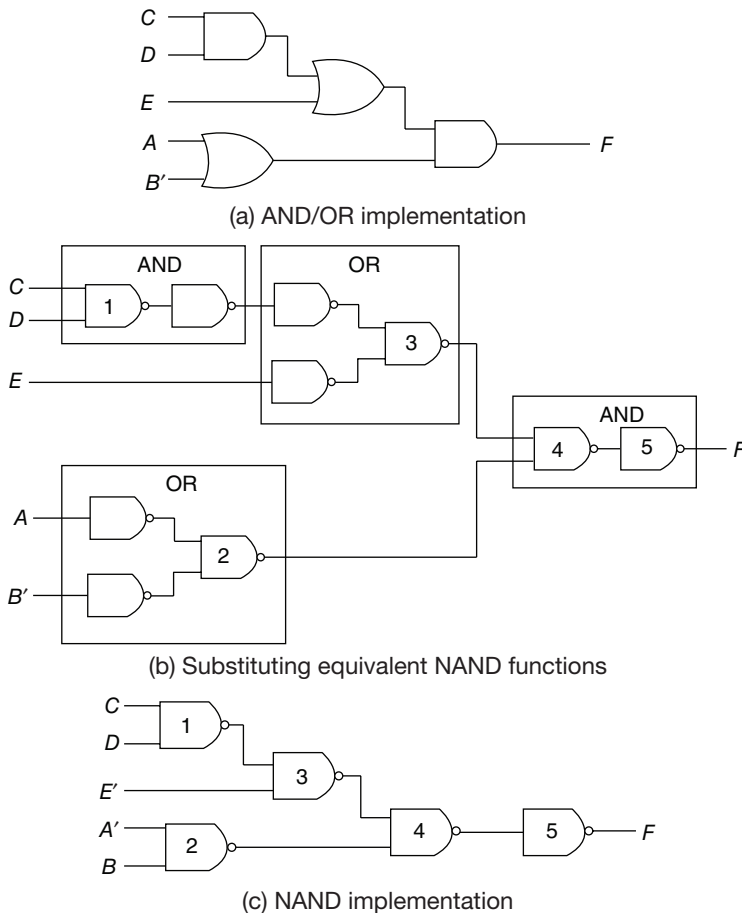 C
D
E
A
B′
F
(a) AND/OR implementation
AND
OR
C
D
1
3
E
AND
4
5
F
OR
A
2
B′
(b) Substituting equivalent NAND functions
C
D
1
E′
3
A′
B
2
4
5
F
(c) NAND implementation